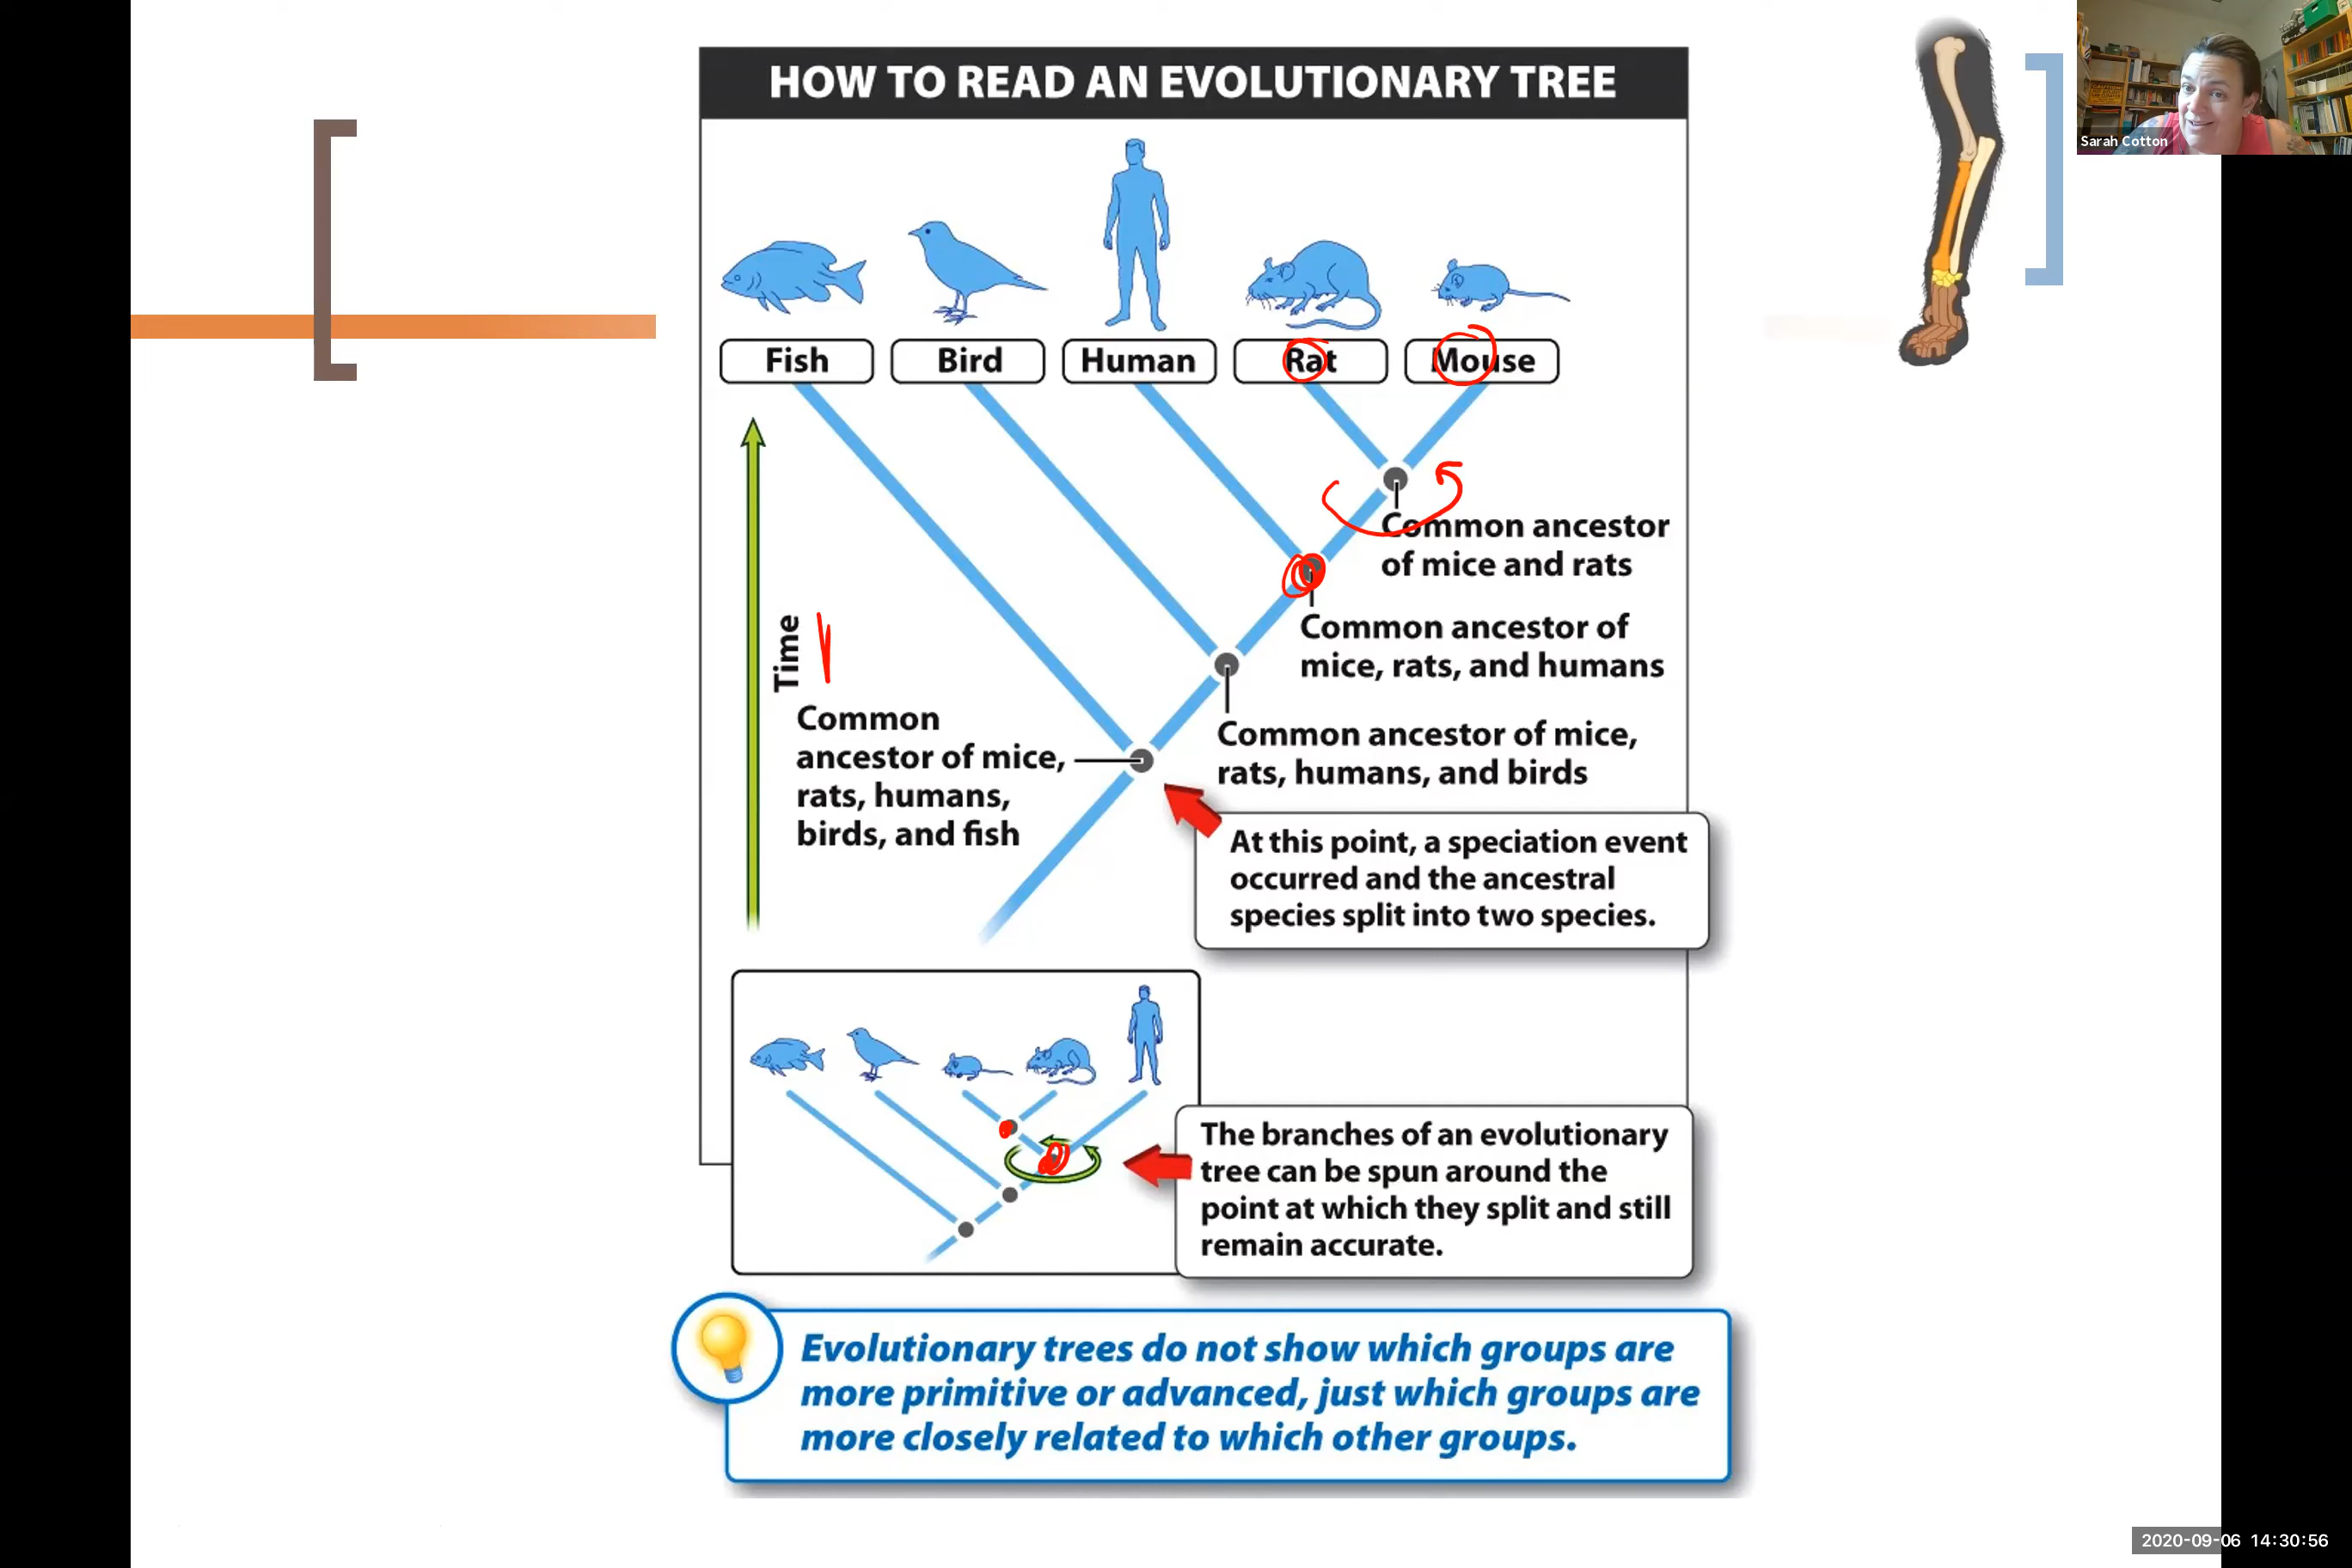 HOW TO READ AN EVOLUTIONARY TREE
Sarah Cotton
Fish
Bird
Human
Rat
Mouse
Time
Common ancestor
of mice and rats
Common ancestor of
mice, rats, and humans
Common ancestor of mice,
rats, humans, and birds
Common
ancestor of mice,
rats, humans,
birds, and fish
At this point, a speciation event
occurred and the ancestral
species split into two species.
The branches of an evolutionary
tree can be spun around the
point at which they split and still
remain accurate.
Evolutionary trees do not show which groups are
more primitive or advanced, just which groups are
more closely related to which other groups.
2020-09-06 14:30:56